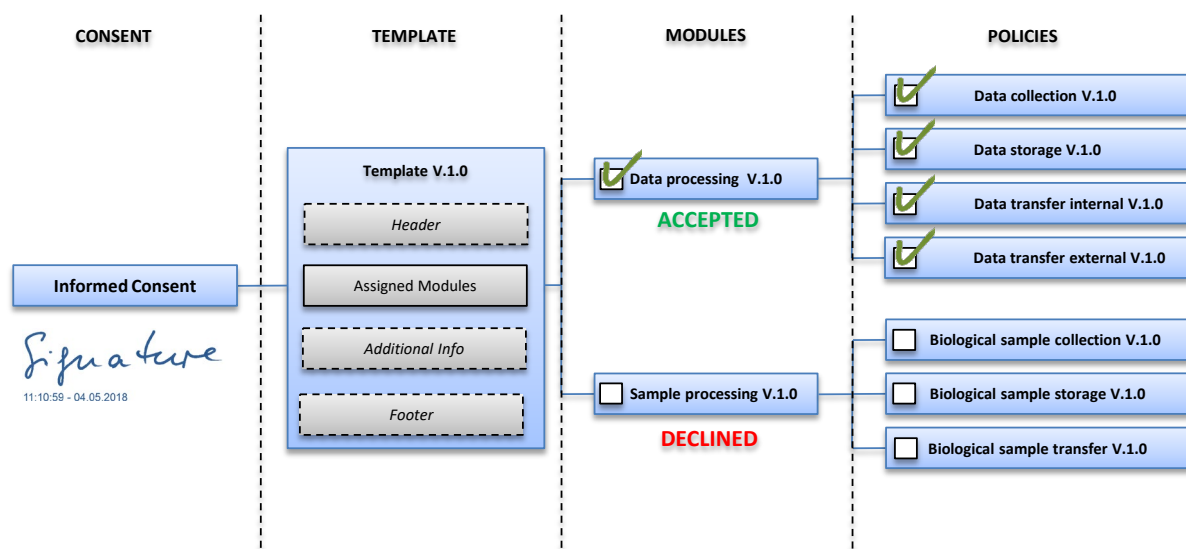 CONSENT
TEMPLATE
MODULES
POLICIES
Informed Consent
Signature
11:10:59 - 04.05.2018
Template V.1.0
Header
Assigned Modules
Additional Info
Footer
Data processing V.1.0
ACCEPTED
Sample processing V.1.0
DECLINED
Data collection V.1.0
Data storage V.1.0
Data transfer internal V.1.0
Data transfer external V.1.0
Biological sample collection V.1.0
Biological sample storage V.1.0
Biological sample transfer V.1.0